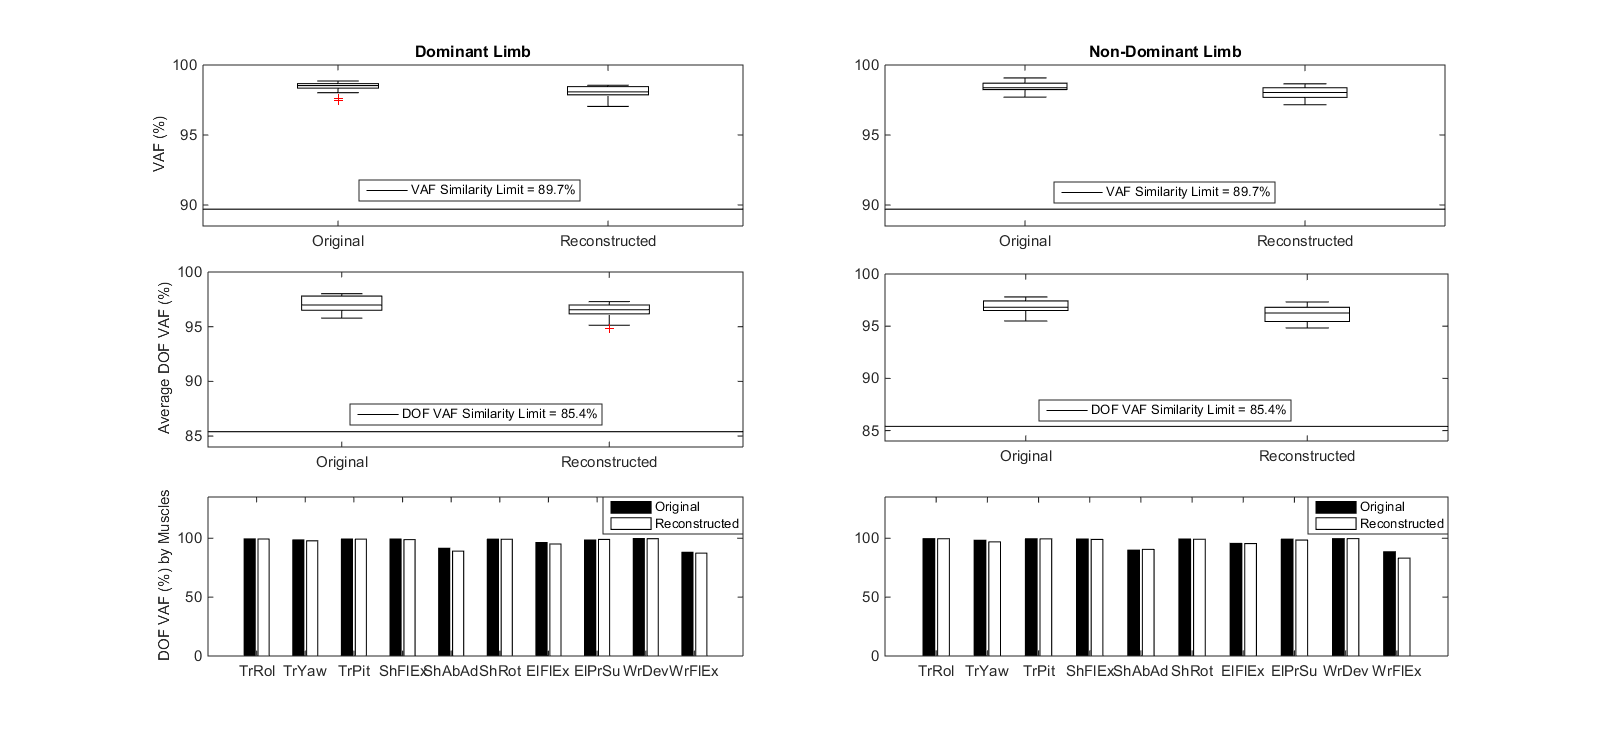 Dominant Limb
100
95
90
VAF (%)
VAF Similarity Limit = 89.7%
Original Reconstructed
Non-Dominant Limb
100
95
90
VAF Similarity Limit = 89.7%
Original Reconstructed
100
95
90
85
Average DOF VAF (%)
DOF VAF Similarity Limit = 85.4%
Original Reconstructed
100
95
90
85
DOF VAF Similarity Limit = 85.4%
Original Reconstructed
DOF VAF (%) by Muscles
100
50
0
Original
Reconstructed
TrRol TrYaw TrPit ShFlEx ShAbAd ShRot ElFlEx ElPrSu WrDev WrFlEx
100
50
0
Original
Reconstructed
TrRol TrYaw TrPit ShFlEx ShAbAd ShRot ElFlEx ElPrSu WrDev WrFlEx